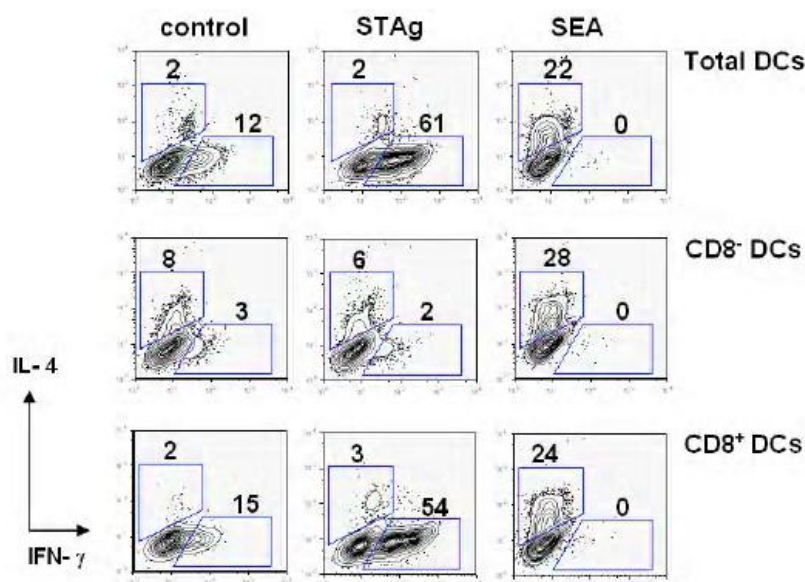 control STAg SEA
2 2 22 Total DCs
12 61 0
8 6 28 CD8⁻ DCs
3 2 0
IL- 4
2 3 24 CD8⁺ DCs
15 54 0
IFN- γ